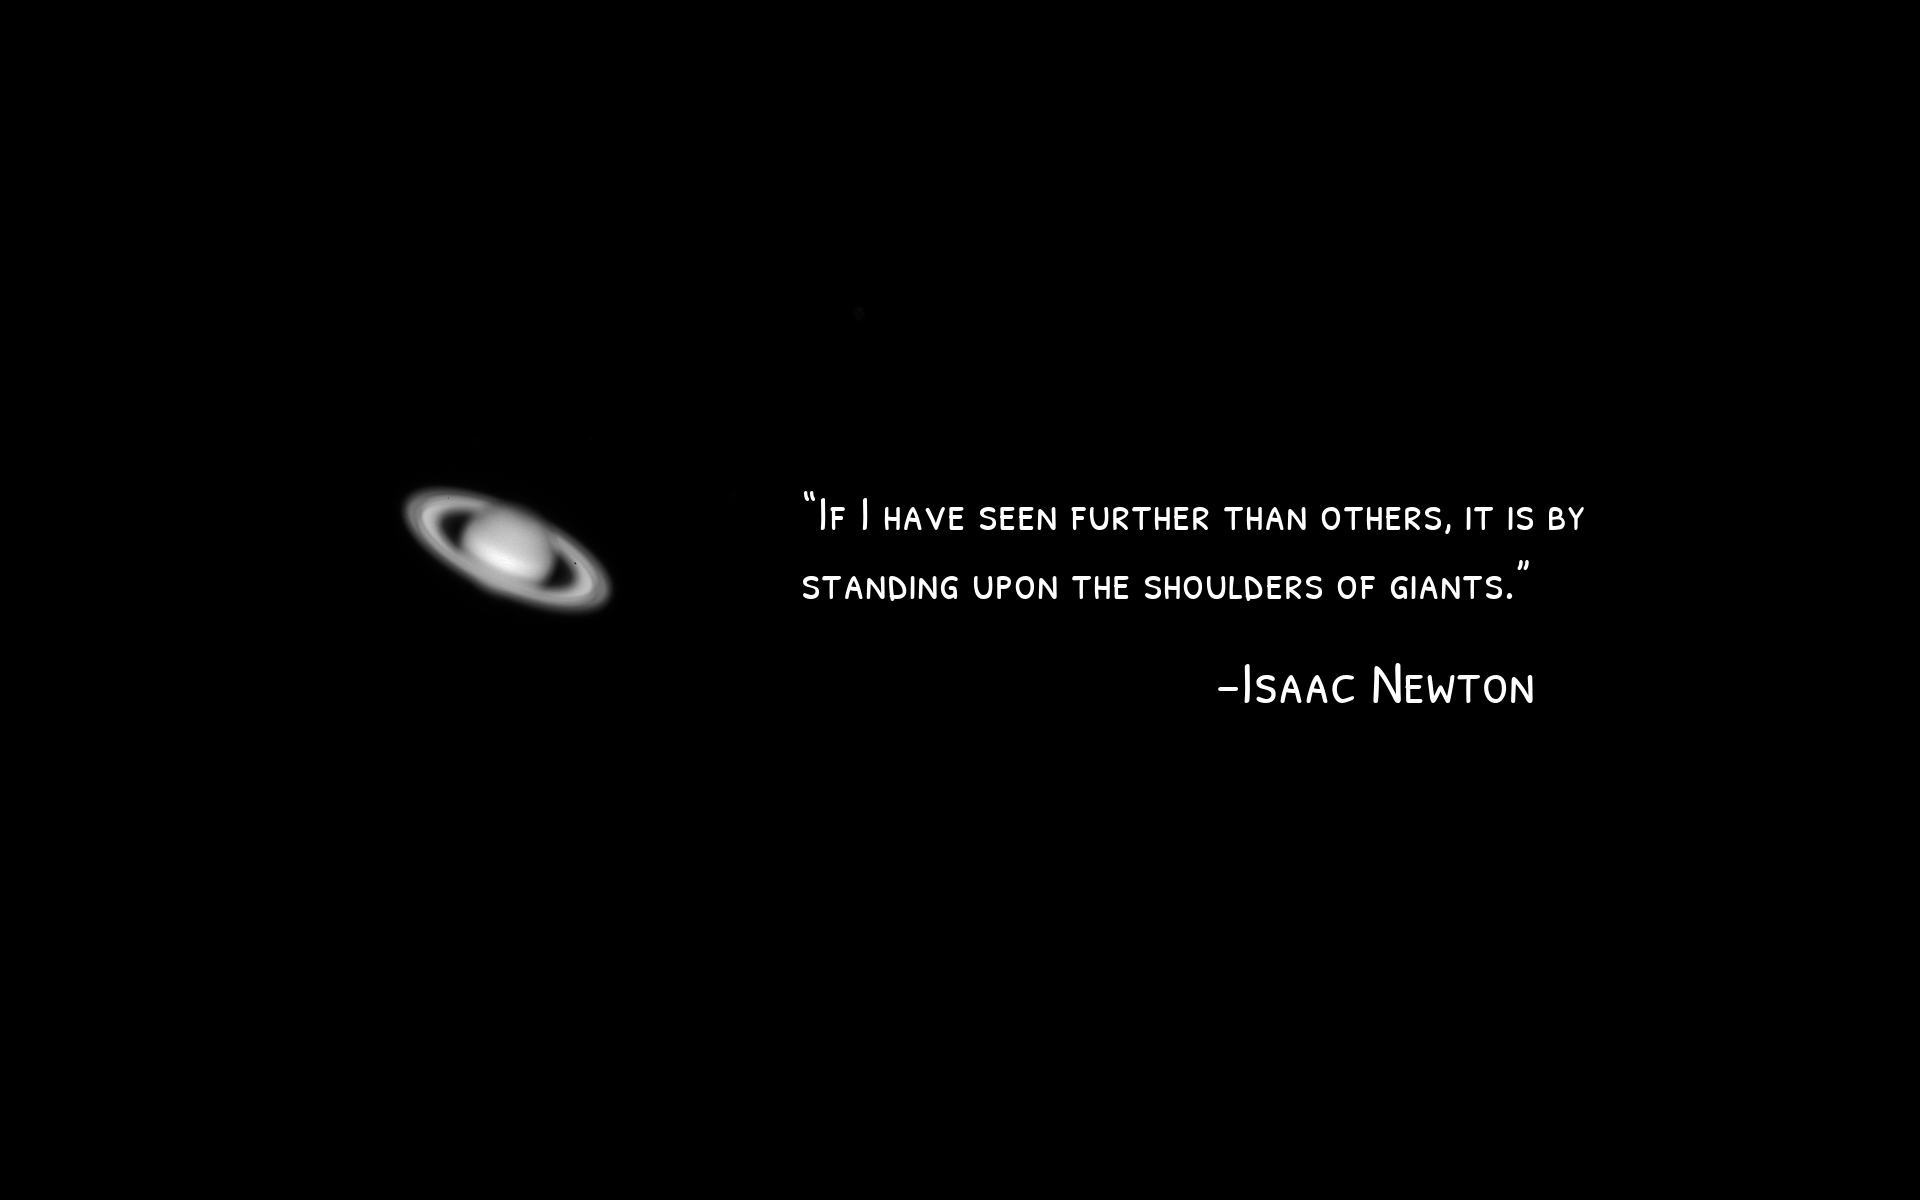 “If I have seen further than others, it is by
standing upon the shoulders of giants.”
-Isaac Newton